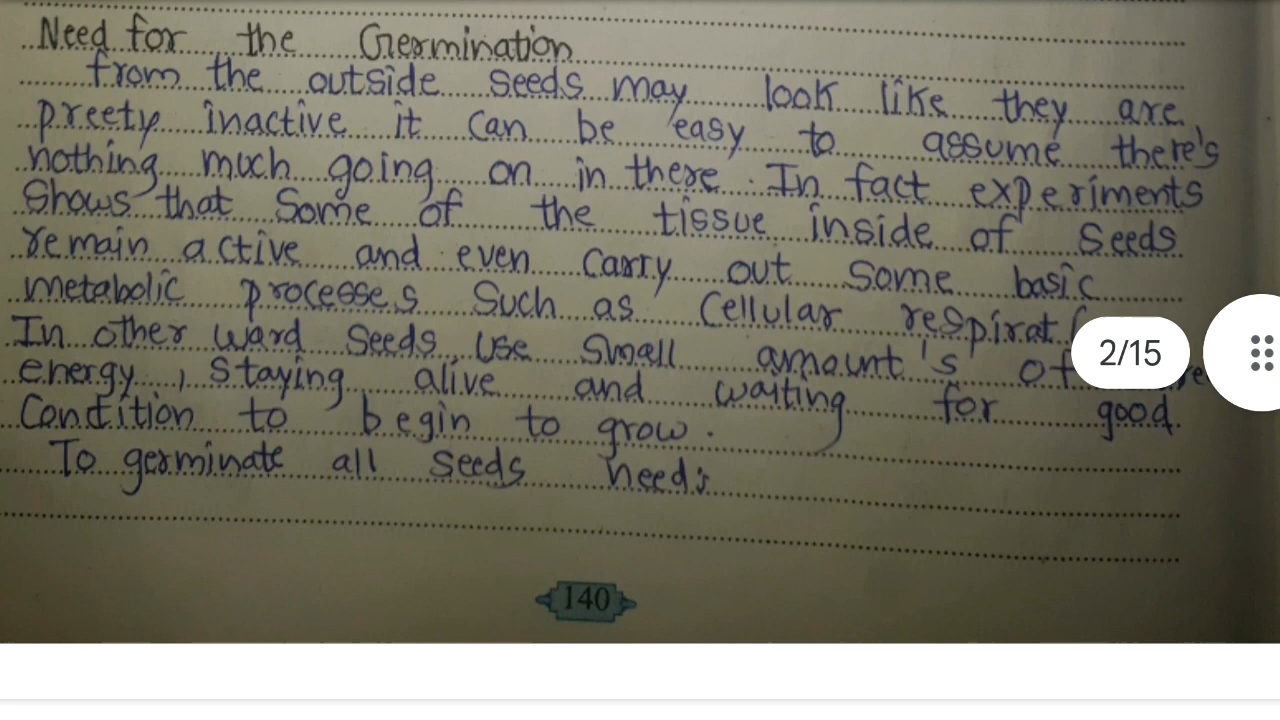 Need for the Germination
from the outside seeds may look like they are
preety inactive it can be easy to assume there's
nothing much going on in there. In fact experiments
Shows that Some of the tissue inside of Seeds
remain active and even carry out some basic
metabolic processes Such as Cellular respirat
In other ward Seeds use Small amount's of
energy, staying alive and waiting for good
Condition to begin to grow.
To germinate all seeds need:
140
2/15